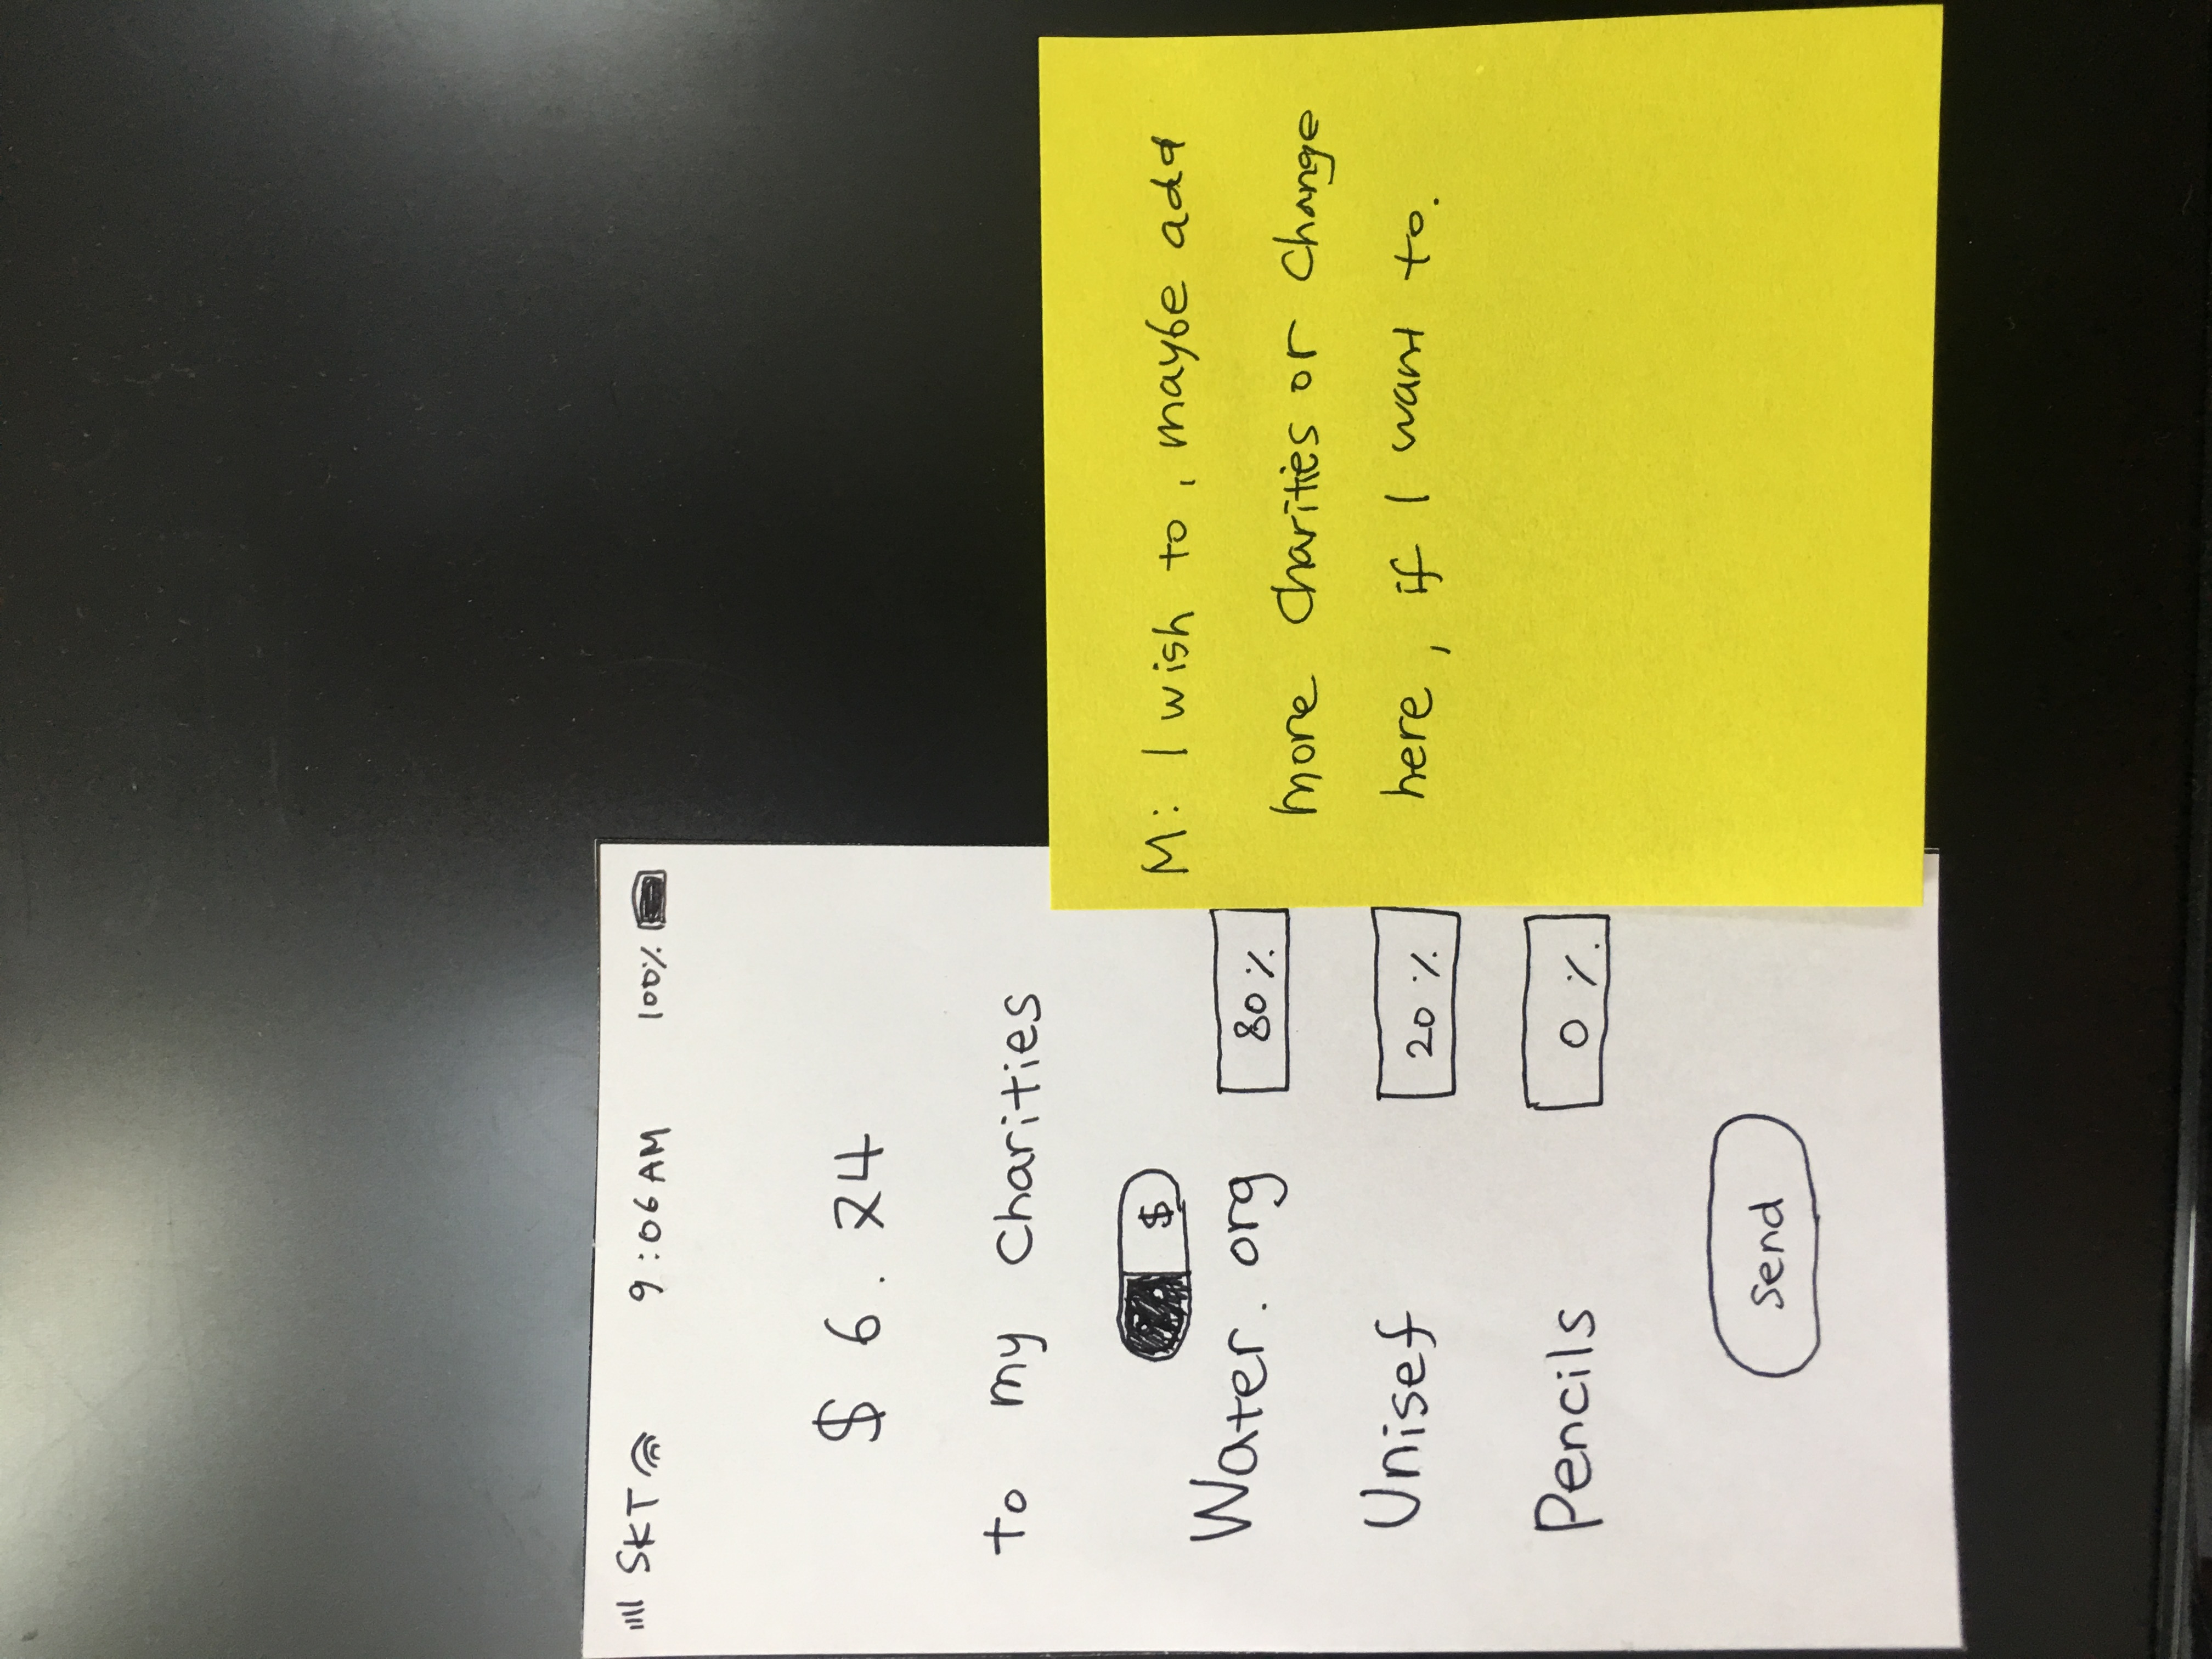 SKT 9:06 AM 100%
$ 6.24
to my charities
$
Water.org 80%
Unisef 20%
Pencils 0%
Send
M: I wish to, maybe add
more charities or change
here, if I want to.